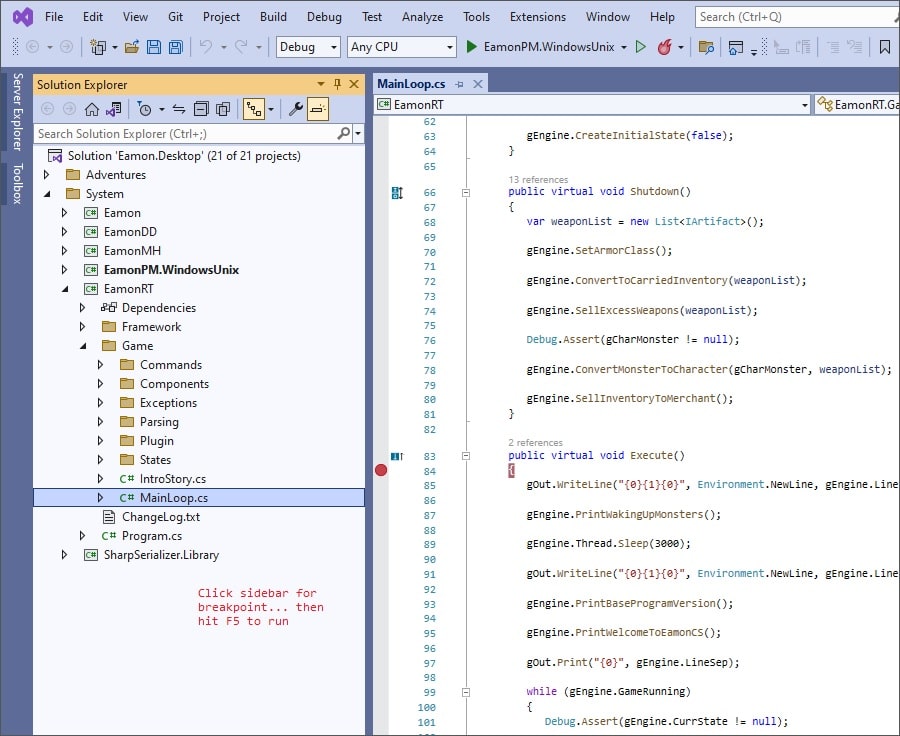 File Edit View Git Project Build Debug Test Analyze Tools Extensions Window Help Search (Ctrl+Q)
Debug Any CPU EamonPM.WindowsUnix
Server Explorer
Toolbox
Solution Explorer
Search Solution Explorer (Ctrl+;)
Solution 'Eamon.Desktop' (21 of 21 projects)
Adventures
System
C# Eamon
C# EamonDD
C# EamonMH
C# EamonPM.WindowsUnix
C# EamonRT
Dependencies
Framework
Game
Commands
Components
Exceptions
Parsing
Plugin
States
C# IntroStory.cs
C# MainLoop.cs
ChangeLog.txt
C# Program.cs
C# SharpSerializer.Library
Click sidebar for
breakpoint... then
hit F5 to run
MainLoop.cs
C# EamonRT EamonRT.Ga
62
63 gEngine.CreateInitialState(false);
64 }
65
13 references
66 public virtual void Shutdown()
67 {
68 var weaponList = new List<IArtifact>();
69
70 gEngine.SetArmorClass();
71
72 gEngine.ConvertToCarriedInventory(weaponList);
73
74 gEngine.SellExcessWeapons(weaponList);
75
76 Debug.Assert(gCharMonster != null);
77
78 gEngine.ConvertMonsterToCharacter(gCharMonster, weaponList);
79
80 gEngine.SellInventoryToMerchant();
81 }
82
2 references
83 public virtual void Execute()
84 {
85 gOut.WriteLine("{0}{1}{0}", Environment.NewLine, gEngine.Line
86
87 gEngine.PrintWakingUpMonsters();
88
89 gEngine.Thread.Sleep(3000);
90
91 gOut.WriteLine("{0}{1}{0}", Environment.NewLine, gEngine.Line
92
93 gEngine.PrintBaseProgramVersion();
94
95 gEngine.PrintWelcomeToEamonCS();
96
97 gOut.Print("{0}", gEngine.LineSep);
98
99 while (gEngine.GameRunning)
100 {
101 Debug.Assert(gEngine.CurrState != null);